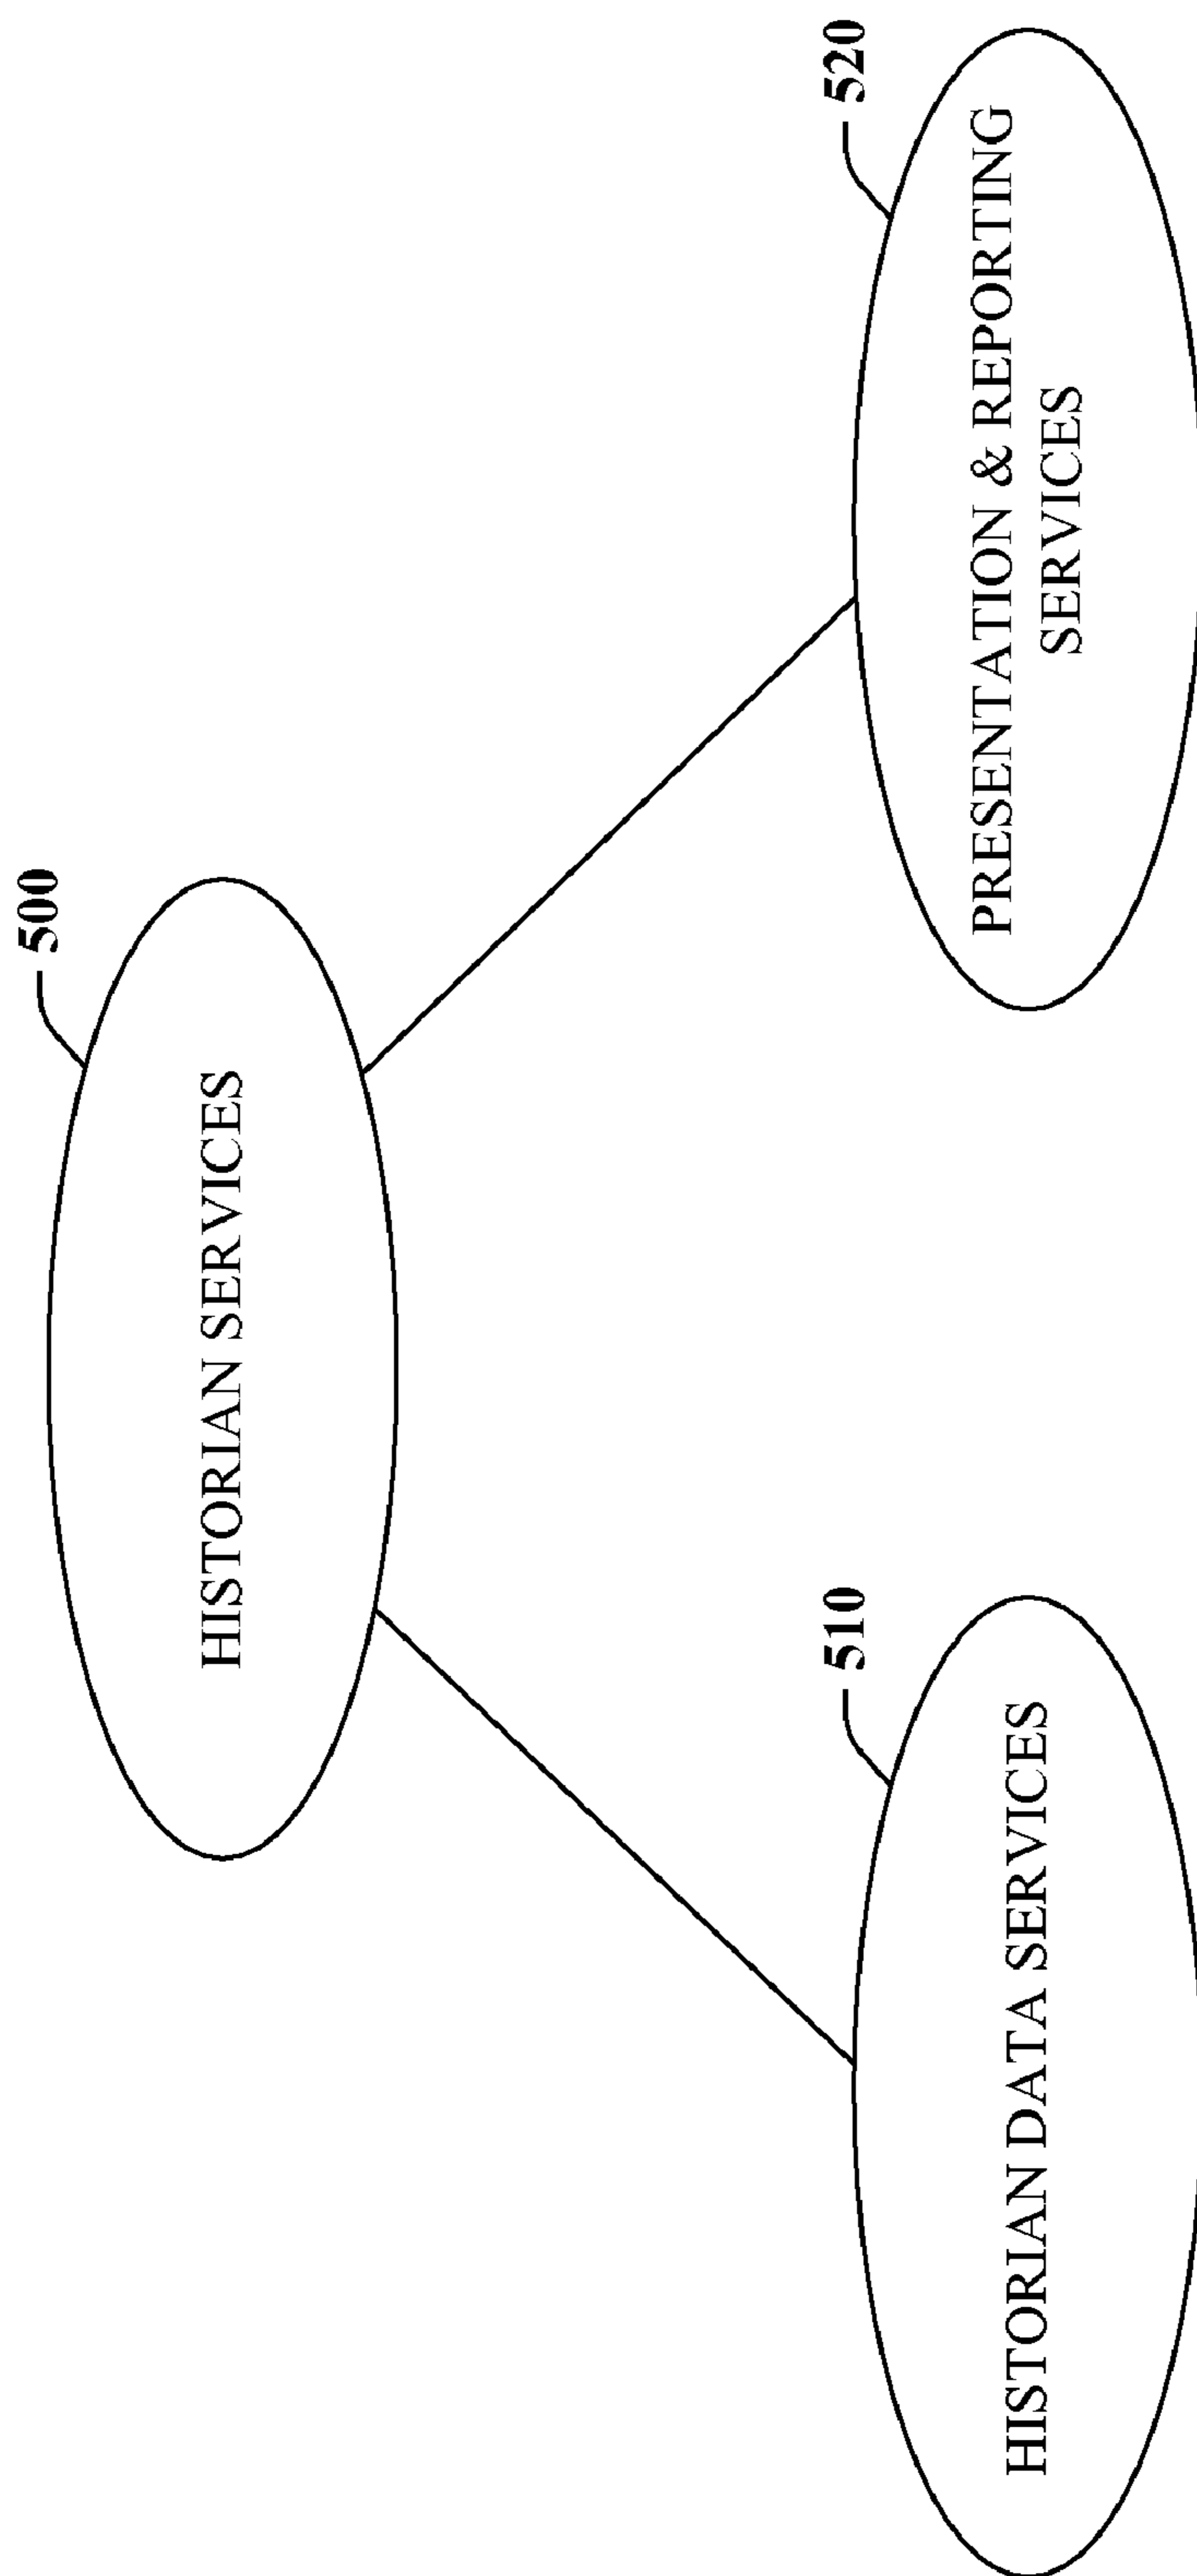 500
HISTORIAN SERVICES
510
HISTORIAN DATA SERVICES
520
PRESENTATION & REPORTING
SERVICES